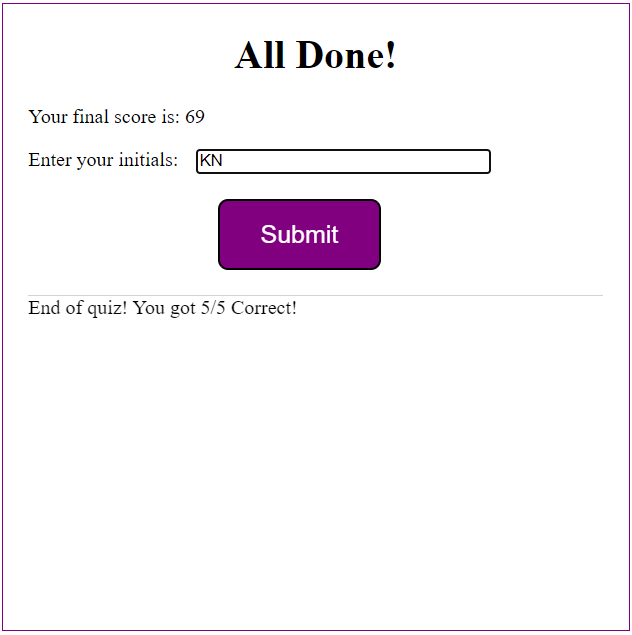 All Done!
Your final score is: 69
Enter your initials: KN
Submit
End of quiz! You got 5/5 Correct!